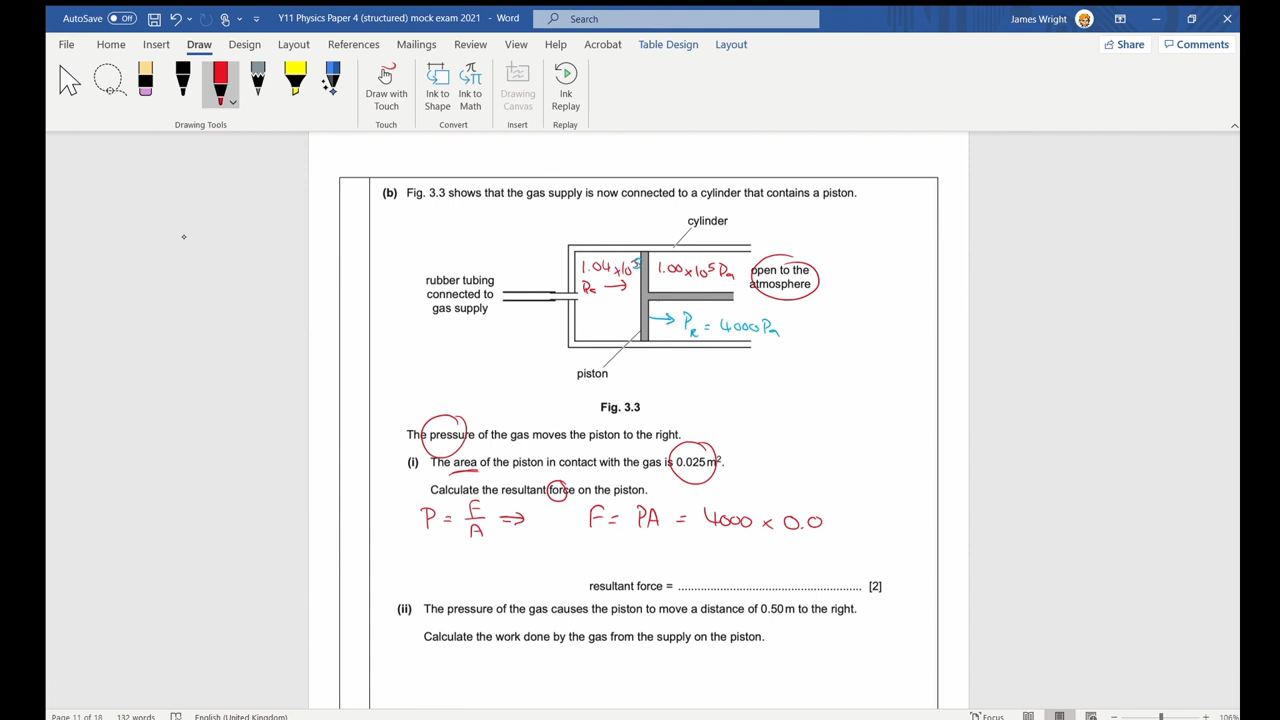 AutoSave Off Y11 Physics Paper 4 (structured) mock exam 2021 - Word Search James Wright
File Home Insert Draw Design Layout References Mailings Review View Help Acrobat Table Design Layout Share Comments
Draw with Touch Ink to Shape Ink to Math Drawing Canvas Ink Replay
Drawing Tools Touch Convert Insert Replay
(b) Fig. 3.3 shows that the gas supply is now connected to a cylinder that contains a piston.
cylinder
1.04×10⁵ Pa →
1.00×10⁵ Pa
open to the
atmosphere
rubber tubing
connected to
gas supply
→ P_R = 4000 Pa
piston
Fig. 3.3
The pressure of the gas moves the piston to the right.
(i) The area of the piston in contact with the gas is 0.025 m².
Calculate the resultant force on the piston.
P = F/A ⇒ F = PA = 4000 × 0.0
resultant force = ........................................................ [2]
(ii) The pressure of the gas causes the piston to move a distance of 0.50 m to the right.
Calculate the work done by the gas from the supply on the piston.
Page 11 of 18 132 words English (United Kingdom) Focus 106%